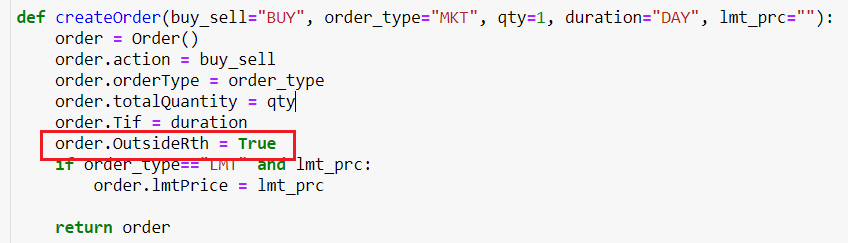 def createOrder(buy_sell="BUY", order_type="MKT", qty=1, duration="DAY", lmt_prc=""):
    order = Order()
    order.action = buy_sell
    order.orderType = order_type
    order.totalQuantity = qty
    order.Tif = duration
    order.OutsideRth = True
    if order_type=="LMT" and lmt_prc:
        order.lmtPrice = lmt_prc
    return order